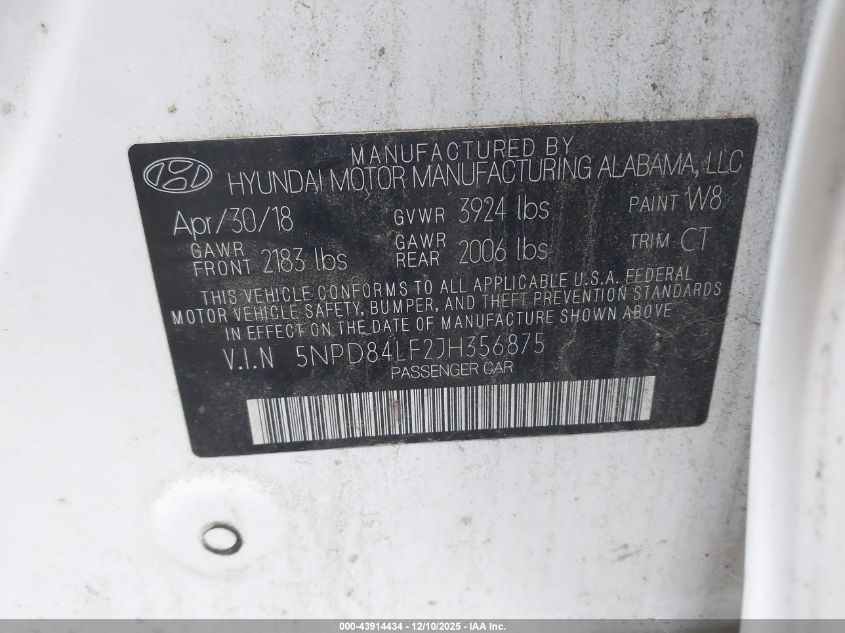 MANUFACTURED BY
HYUNDAI MOTOR MANUFACTURING ALABAMA, LLC
Apr/30/18 GVWR 3924 lbs PAINT W8
GAWR FRONT 2183 lbs GAWR REAR 2006 lbs TRIM CT
THIS VEHICLE CONFORMS TO ALL APPLICABLE U.S.A. FEDERAL
MOTOR VEHICLE SAFETY, BUMPER, AND THEFT PREVENTION STANDARDS
IN EFFECT ON THE DATE OF MANUFACTURE SHOWN ABOVE
V.I.N 5NPD84LF2JH356875
PASSENGER CAR
000-43914434 - 12/10/2025 - IAA Inc.